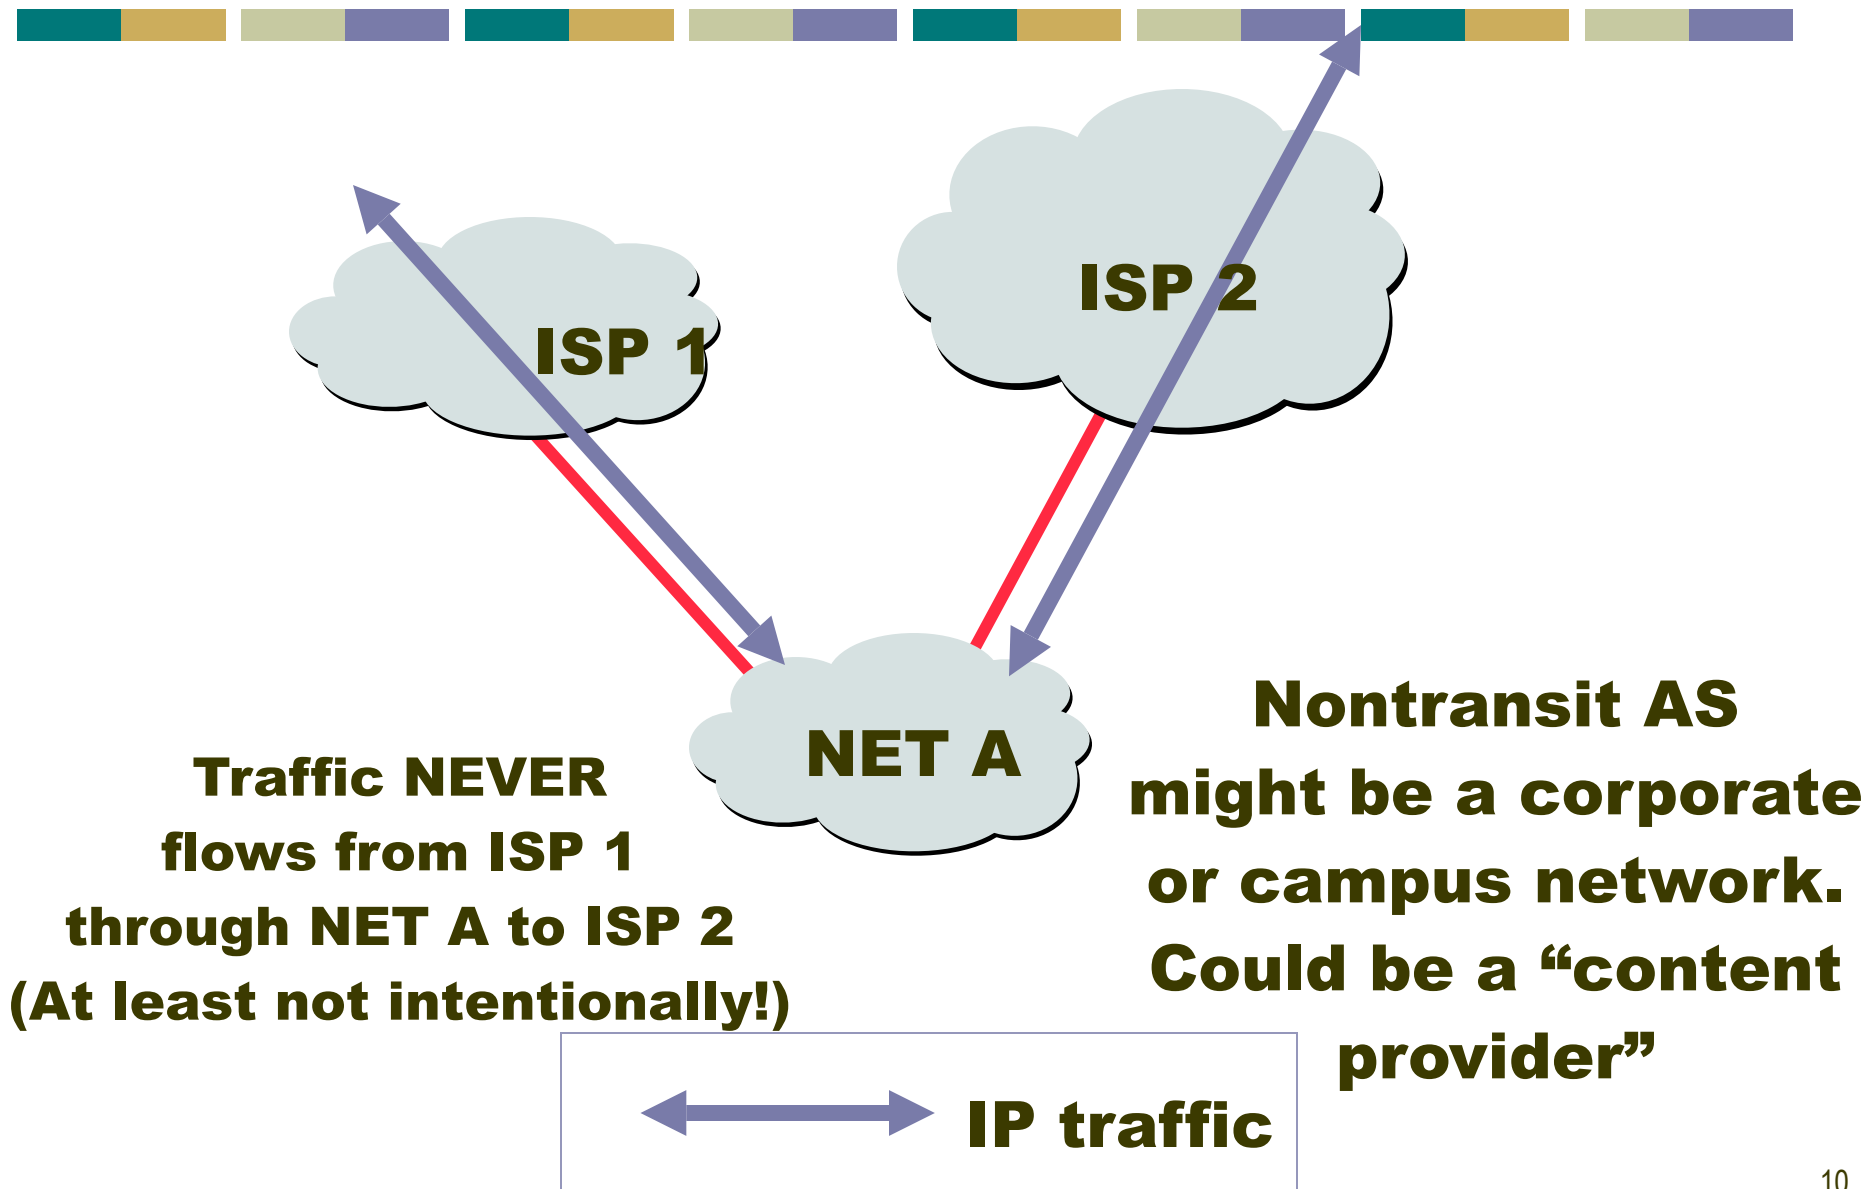 ISP 2
ISP 1
NET A
Traffic NEVER
flows from ISP 1
through NET A to ISP 2
(At least not intentionally!)
Nontransit AS
might be a corporate
or campus network.
Could be a “content
provider”
IP traffic
10